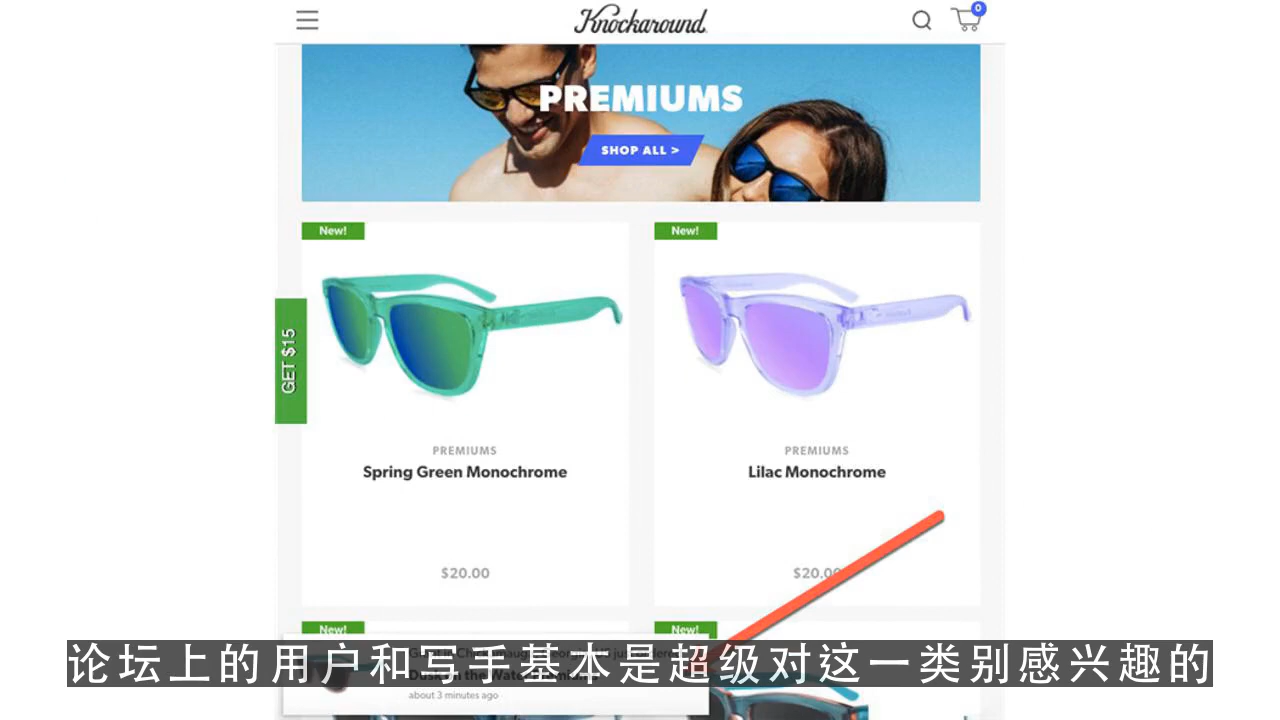 Knockaround.
0
PREMIUMS
SHOP ALL >
New!
New!
GET $15
PREMIUMS
Spring Green Monochrome
$20.00
PREMIUMS
Lilac Monochrome
$20.00
New!
New!
about 3 minutes ago
论坛上的用户和写手基本是超级对这一类别感兴趣的